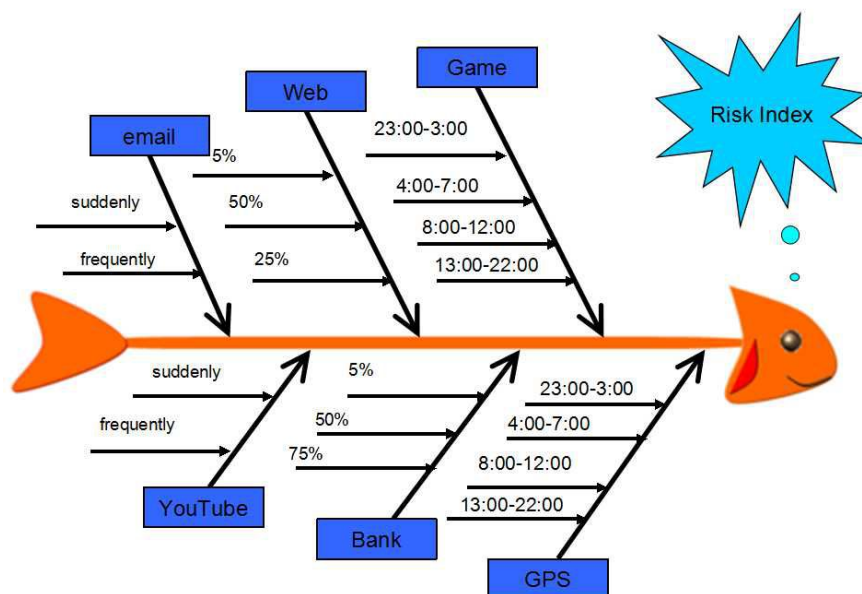 Game
Web
Risk Index
email
23:00-3:00
5%
4:00-7:00
suddenly
50%
8:00-12:00
frequently
25%
13:00-22:00
suddenly
5%
23:00-3:00
frequently
50%
4:00-7:00
75%
8:00-12:00
13:00-22:00
YouTube
Bank
GPS